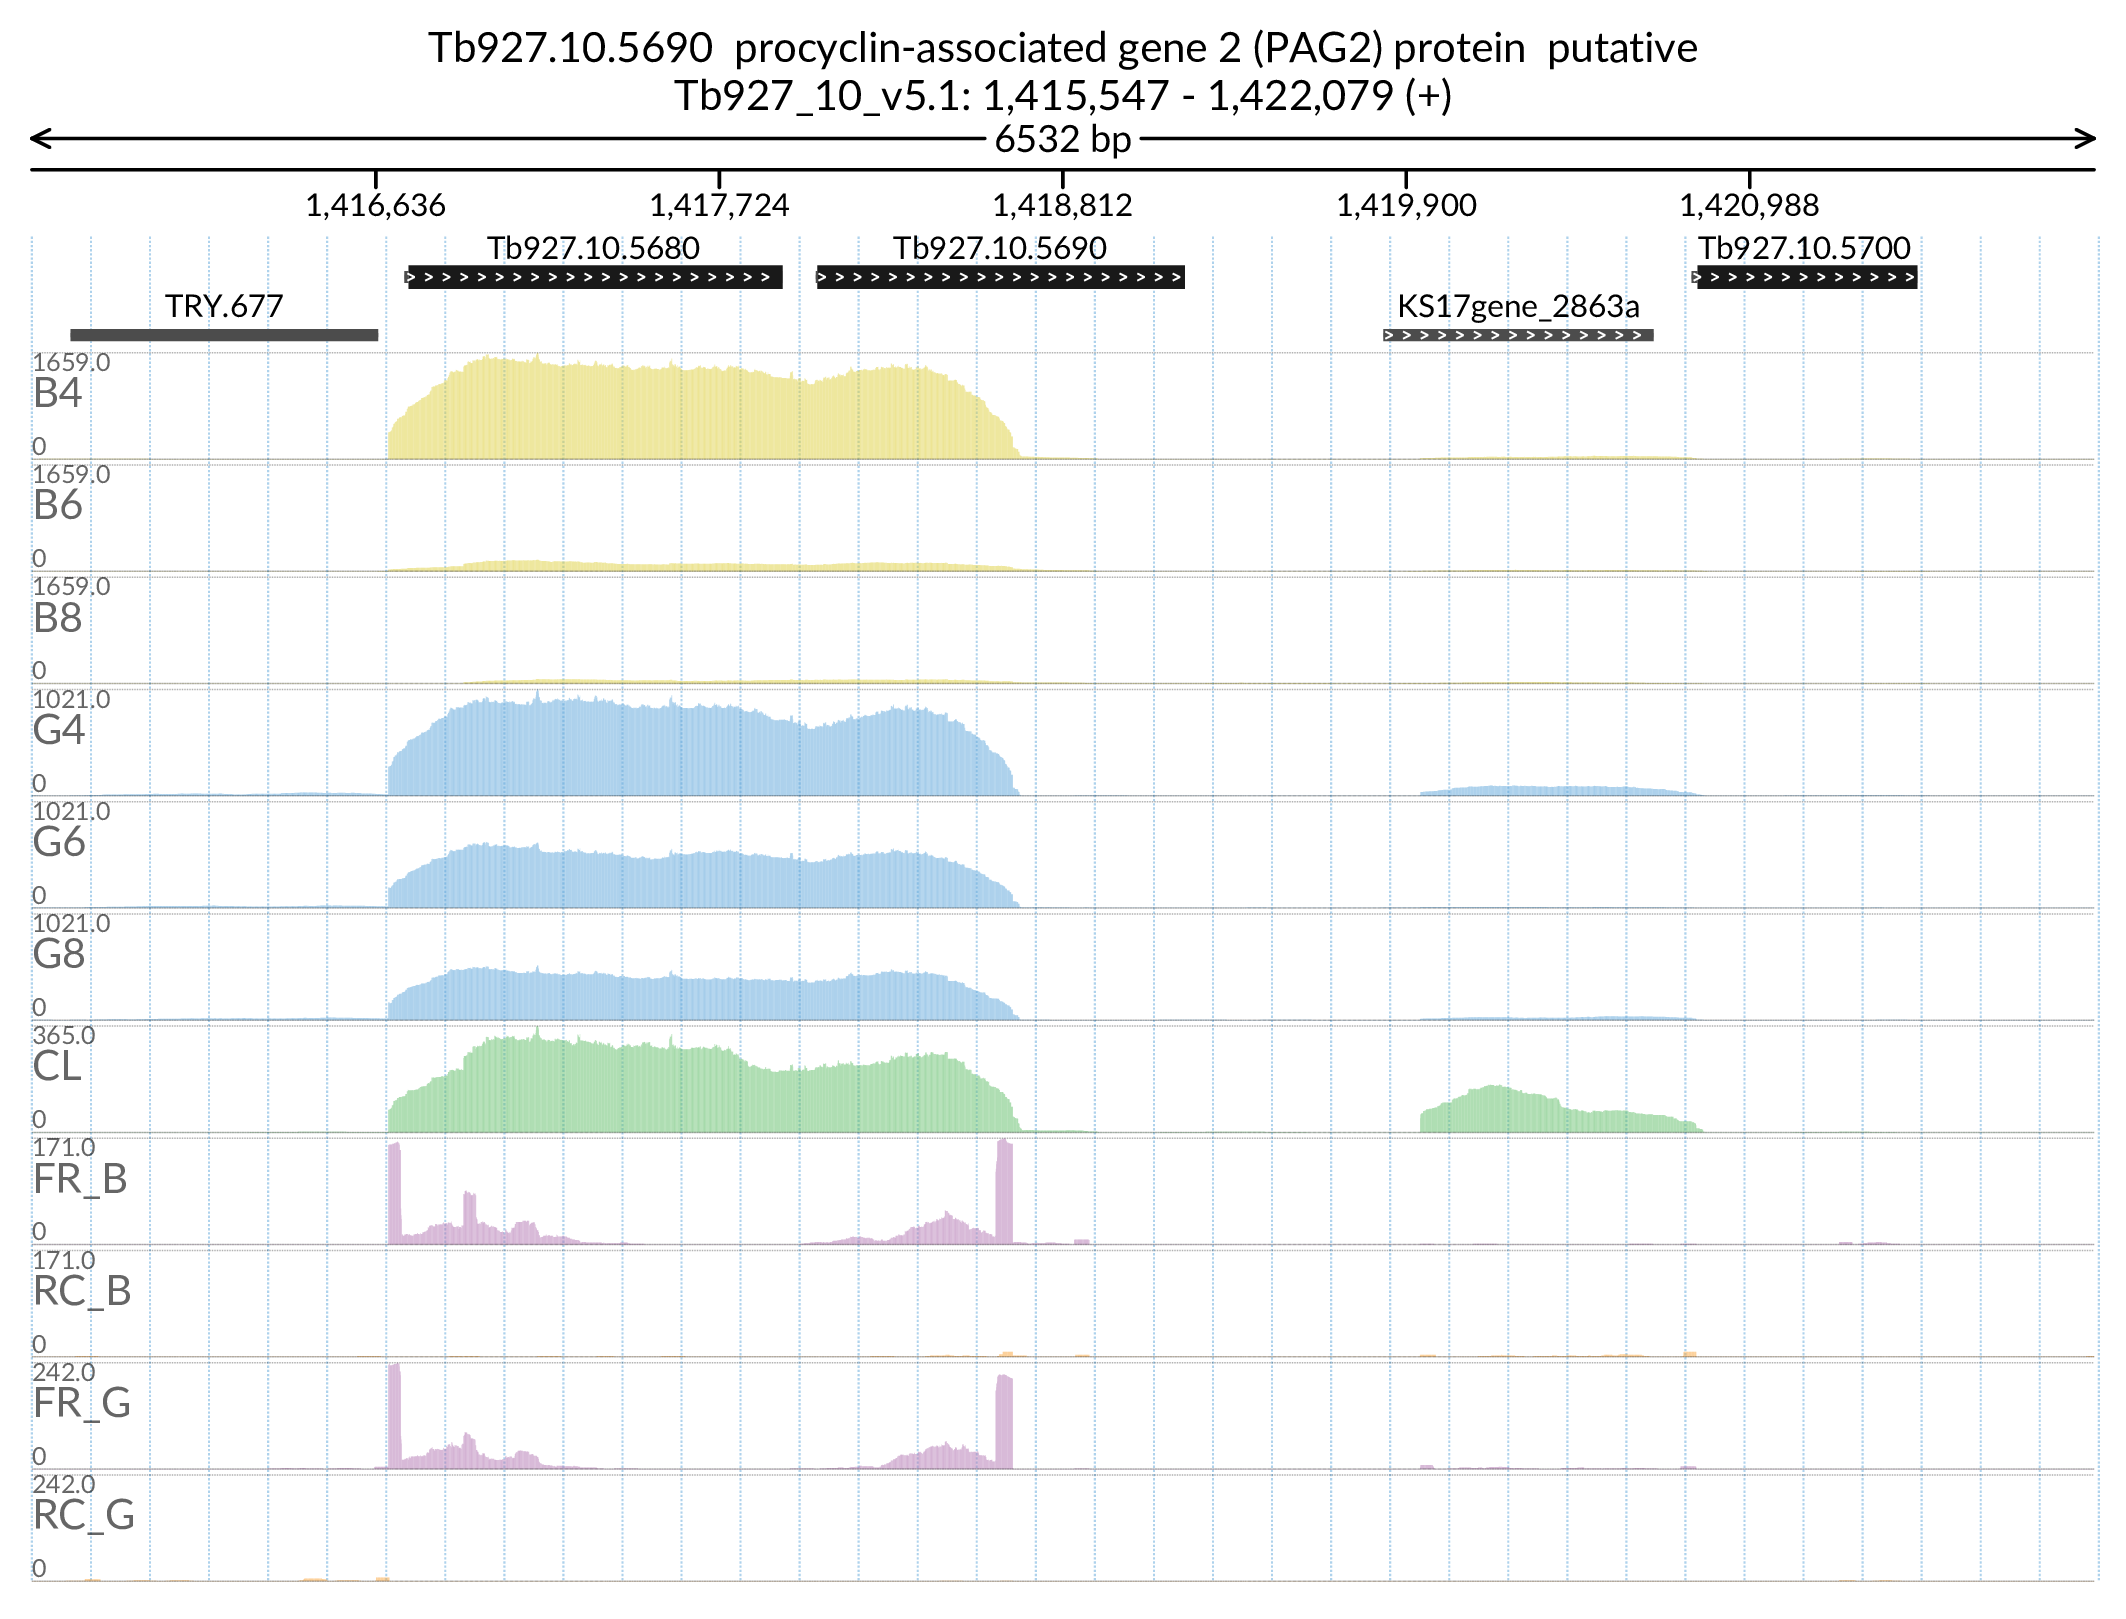 Tb927.10.5690  procyclin-associated gene 2 (PAG2) protein  putative
Tb927_10_v5.1: 1,415,547 - 1,422,079 (+)
6532 bp
1,416,636 1,417,724 1,418,812 1,419,900 1,420,988
Tb927.10.5680 Tb927.10.5690 Tb927.10.5700
TRY.677 KS17gene_2863a
1659.0
B4
0
1659.0
B6
0
1659.0
B8
0
1021.0
G4
0
1021.0
G6
0
1021.0
G8
0
365.0
CL
0
171.0
FR_B
0
171.0
RC_B
0
242.0
FR_G
0
242.0
RC_G
0